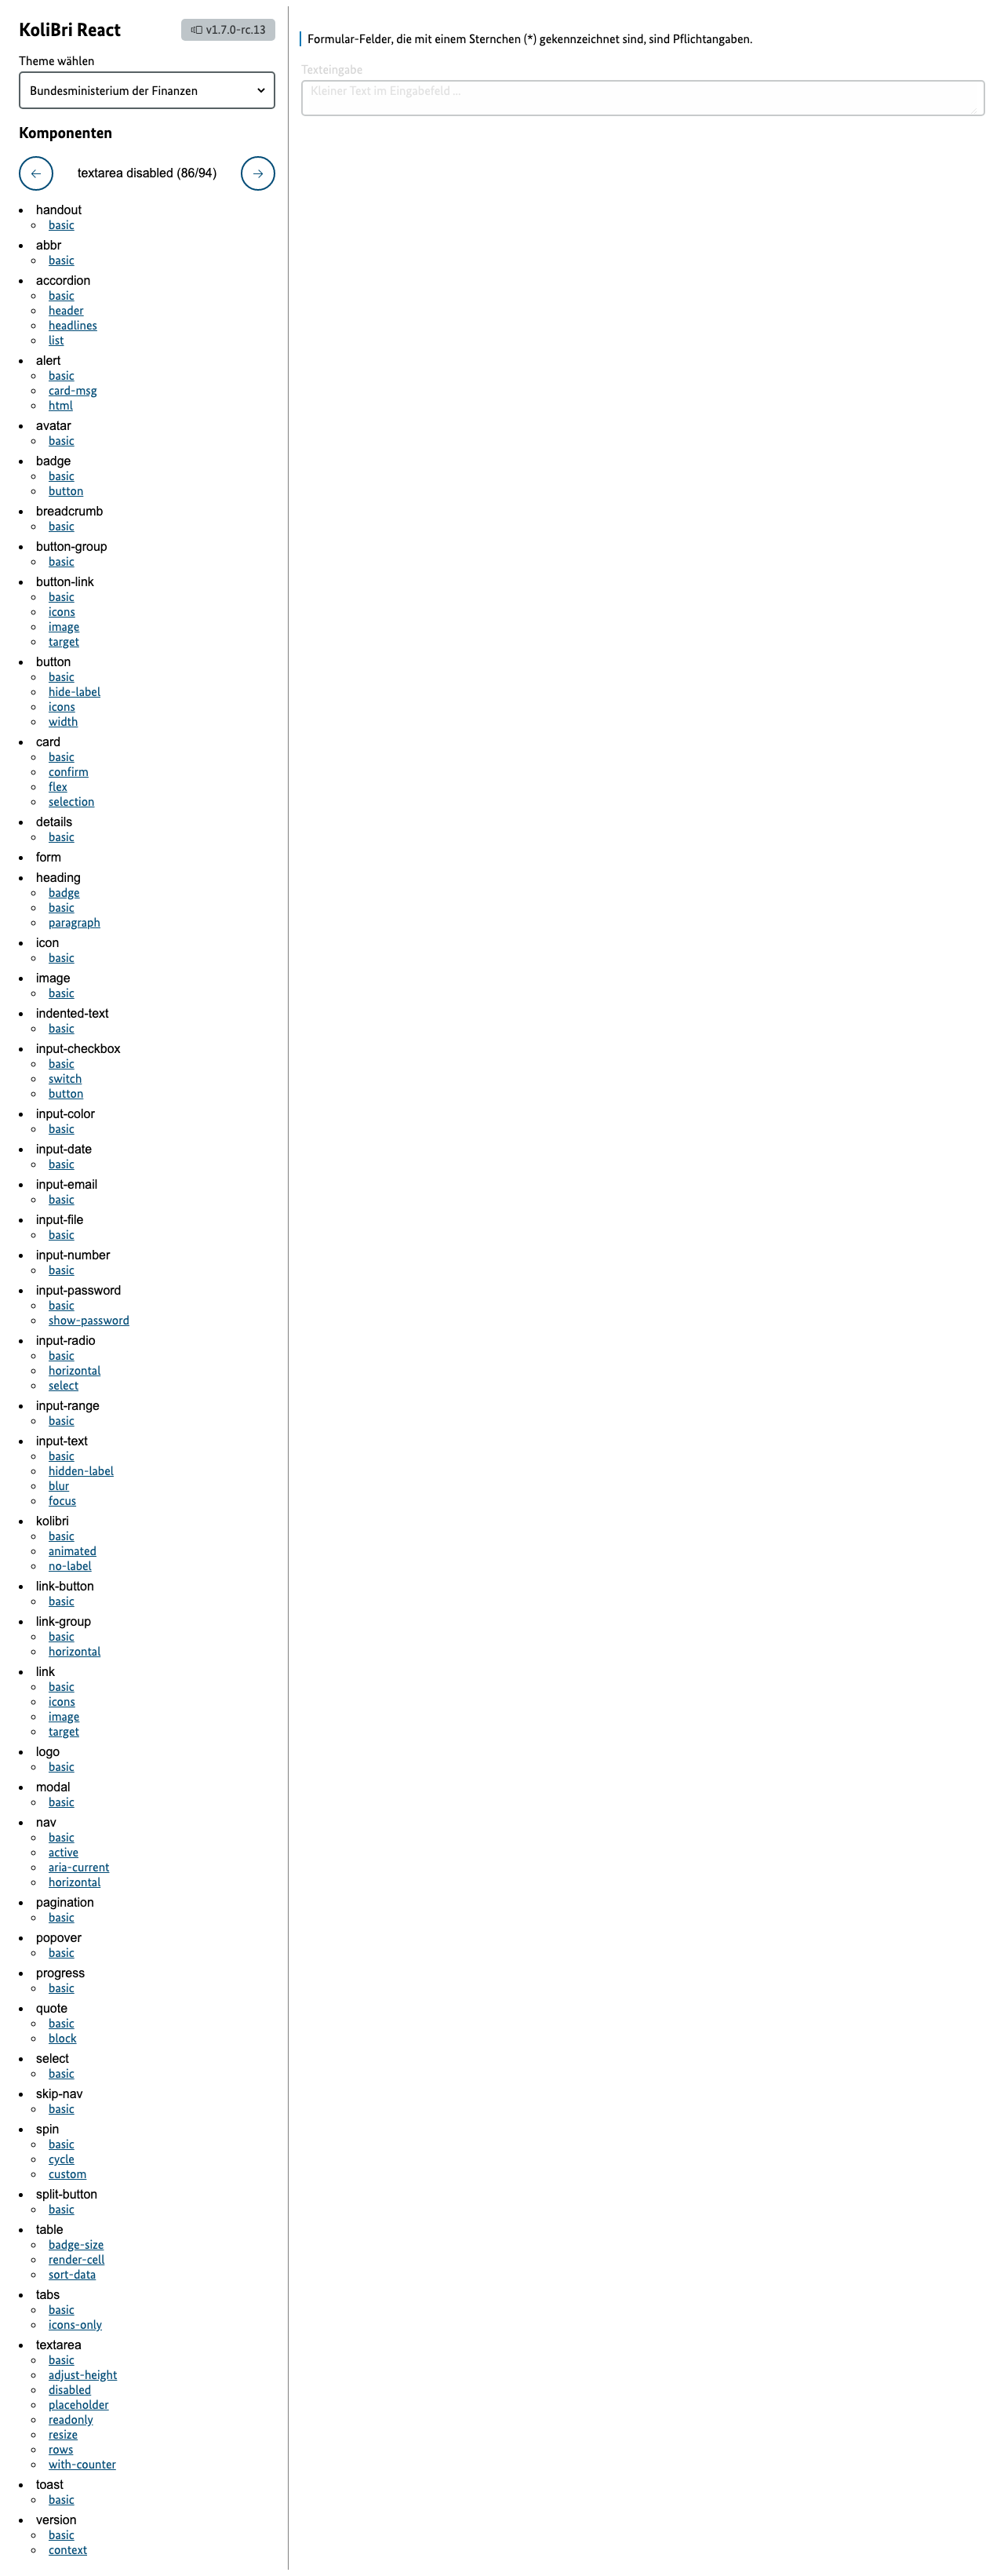 KoliBri React
v1.7.0-rc.13
Theme wählen
Bundesministerium der Finanzen
Komponenten
textarea disabled (86/94)
handout
basic
abbr
basic
accordion
basic
header
headlines
list
alert
basic
card-msg
html
avatar
basic
badge
basic
button
breadcrumb
basic
button-group
basic
button-link
basic
icons
image
target
button
basic
hide-label
icons
width
card
basic
confirm
flex
selection
details
basic
form
heading
badge
basic
paragraph
icon
basic
image
basic
indented-text
basic
input-checkbox
basic
switch
button
input-color
basic
input-date
basic
input-email
basic
input-file
basic
input-number
basic
input-password
basic
show-password
input-radio
basic
horizontal
select
input-range
basic
input-text
basic
hidden-label
blur
focus
kolibri
basic
animated
no-label
link-button
basic
link-group
basic
horizontal
link
basic
icons
image
target
logo
basic
modal
basic
nav
basic
active
aria-current
horizontal
pagination
basic
popover
basic
progress
basic
quote
basic
block
select
basic
skip-nav
basic
spin
basic
cycle
custom
split-button
basic
table
badge-size
render-cell
sort-data
tabs
basic
icons-only
textarea
basic
adjust-height
disabled
placeholder
readonly
resize
rows
with-counter
toast
basic
version
basic
context
Formular-Felder, die mit einem Sternchen (*) gekennzeichnet sind, sind Pflichtangaben.
Texteingabe
Kleiner Text im Eingabefeld ...